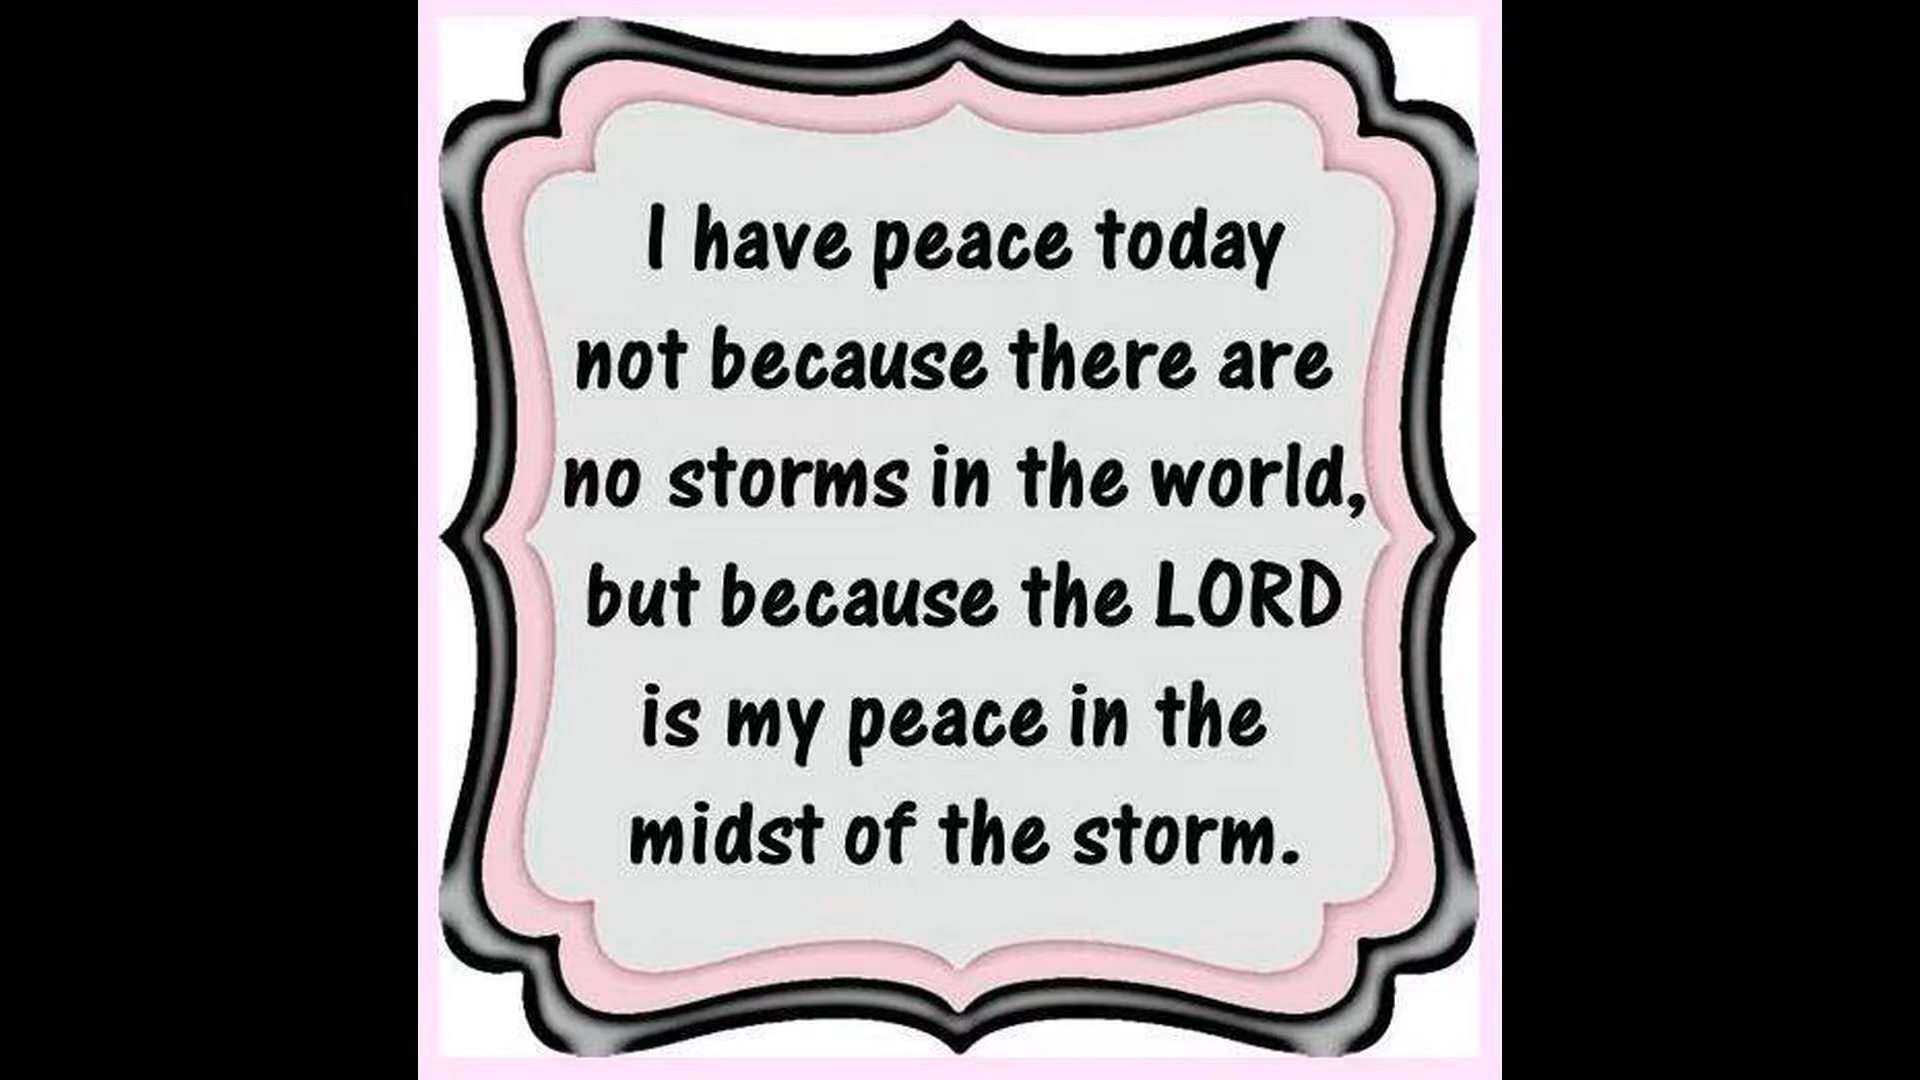 I have peace today
not because there are
no storms in the world,
but because the LORD
is my peace in the
midst of the storm.